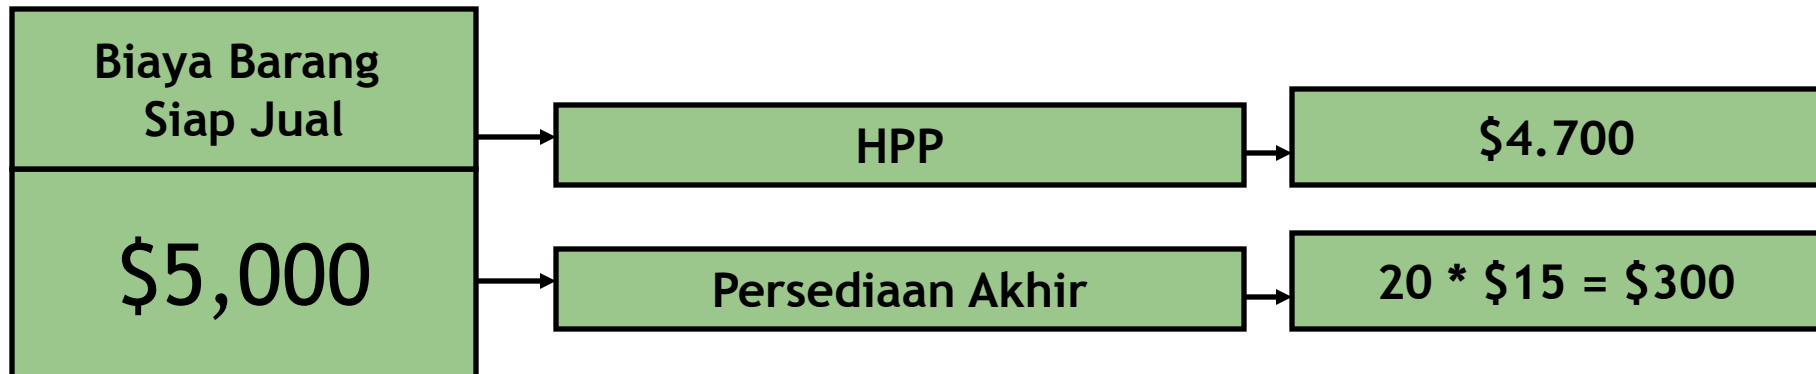 Biaya Barang
Siap Jual
HPP
$4.700
$5,000
Persediaan Akhir
20 * $15 = $300